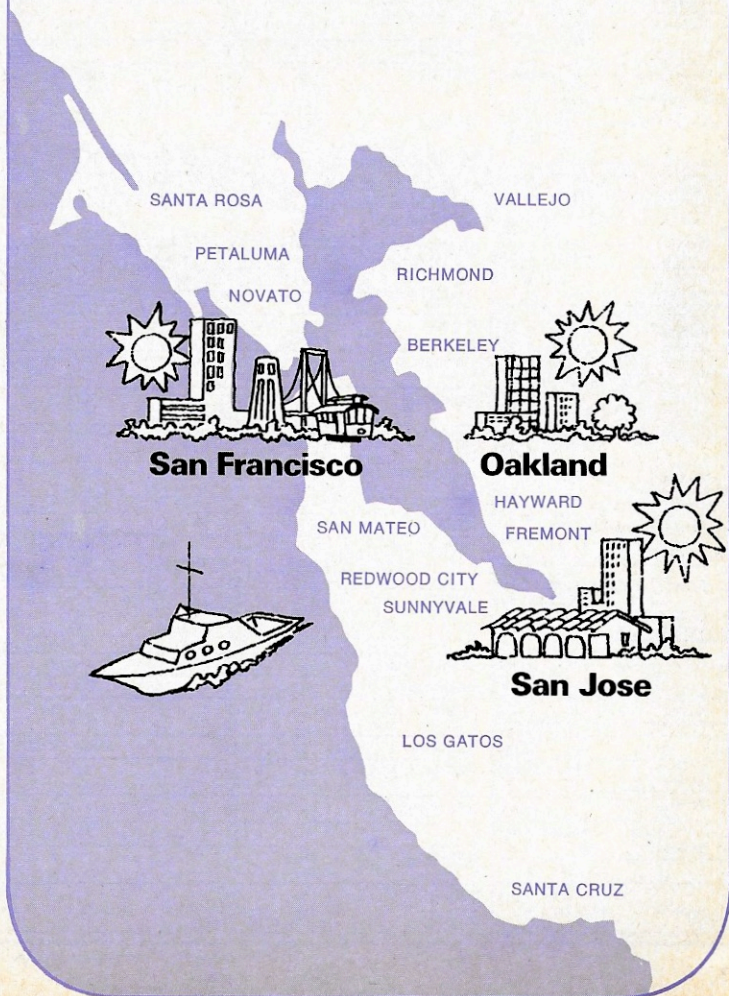 SANTA ROSA
VALLEJO
PETALUMA
RICHMOND
NOVATO
BERKELEY
San Francisco
Oakland
HAYWARD
SAN MATEO
FREMONT
REDWOOD CITY
SUNNYVALE
San Jose
LOS GATOS
SANTA CRUZ